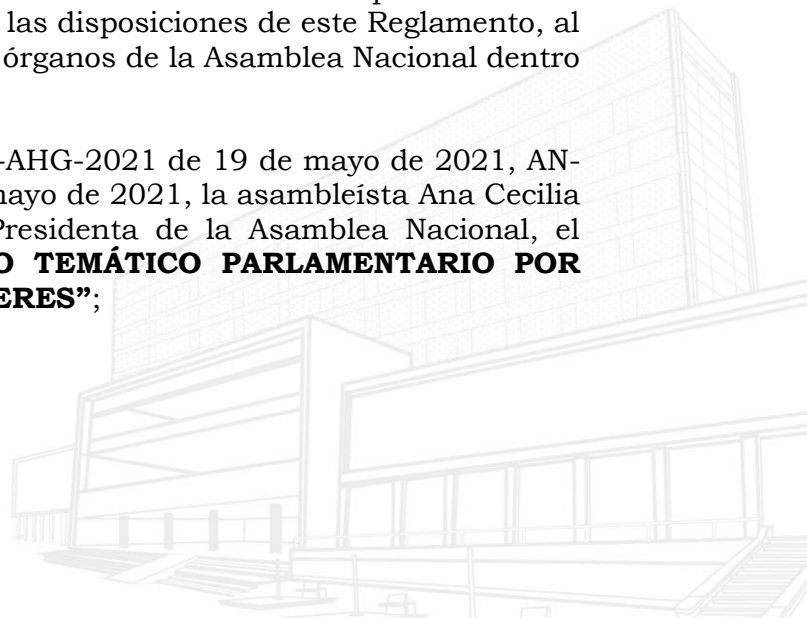 las disposiciones de este Reglamento, al
órganos de la Asamblea Nacional dentro
-AHG-2021 de 19 de mayo de 2021, AN-
mayo de 2021, la asambleísta Ana Cecilia
Presidenta de la Asamblea Nacional, el
O TEMÁTICO PARLAMENTARIO POR
ERES”;